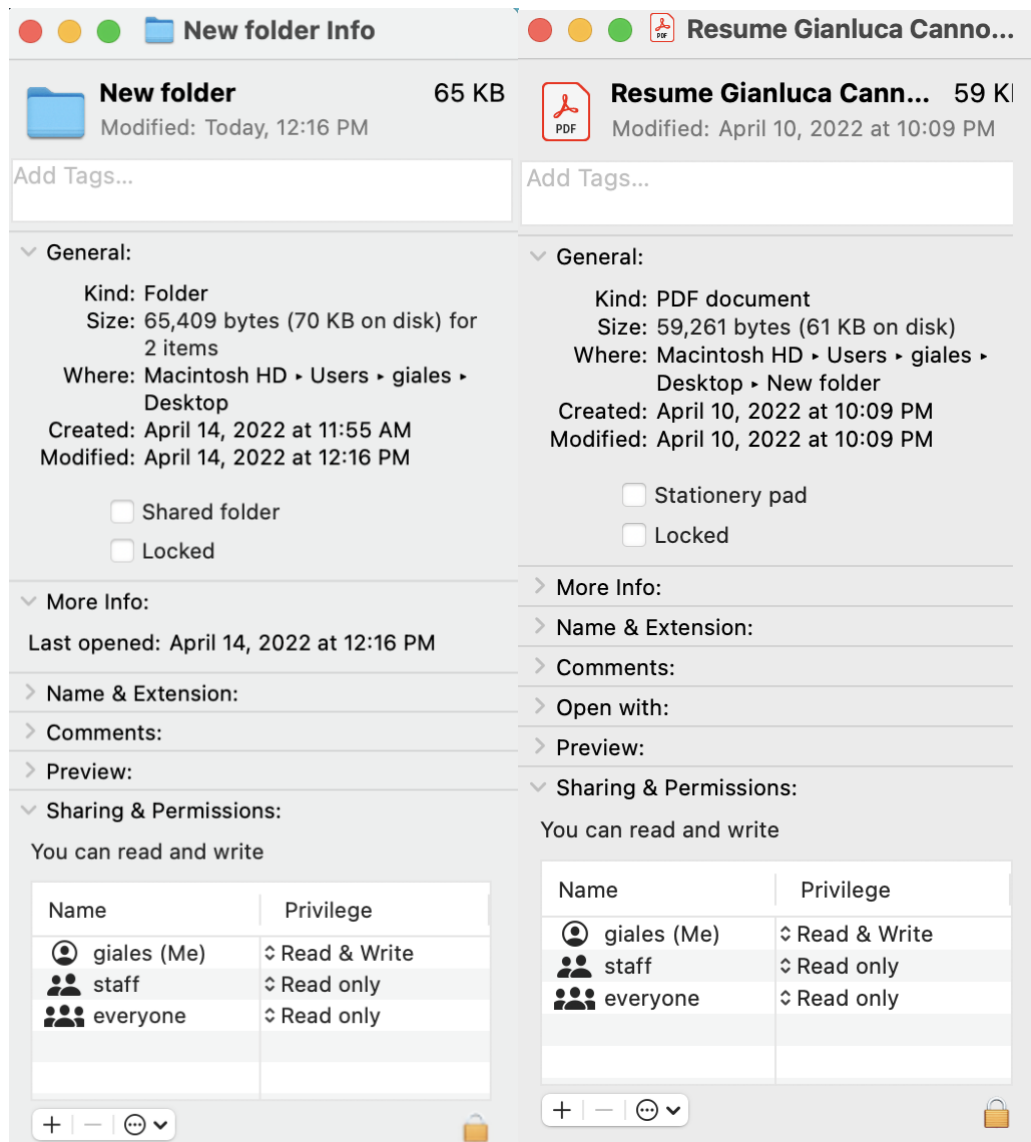 New folder Info
New folder 65 KB
Modified: Today, 12:16 PM
Add Tags...
General:
Kind: Folder
Size: 65,409 bytes (70 KB on disk) for
2 items
Where: Macintosh HD ▸ Users ▸ giales ▸
Desktop
Created: April 14, 2022 at 11:55 AM
Modified: April 14, 2022 at 12:16 PM
Shared folder
Locked
More Info:
Last opened: April 14, 2022 at 12:16 PM
Name & Extension:
Comments:
Preview:
Sharing & Permissions:
You can read and write
Name Privilege
giales (Me) Read & Write
staff Read only
everyone Read only
PDF Resume Gianluca Canno...
PDF Resume Gianluca Cann... 59 K
Modified: April 10, 2022 at 10:09 PM
Add Tags...
General:
Kind: PDF document
Size: 59,261 bytes (61 KB on disk)
Where: Macintosh HD ▸ Users ▸ giales ▸
Desktop ▸ New folder
Created: April 10, 2022 at 10:09 PM
Modified: April 10, 2022 at 10:09 PM
Stationery pad
Locked
More Info:
Name & Extension:
Comments:
Open with:
Preview:
Sharing & Permissions:
You can read and write
Name Privilege
giales (Me) Read & Write
staff Read only
everyone Read only